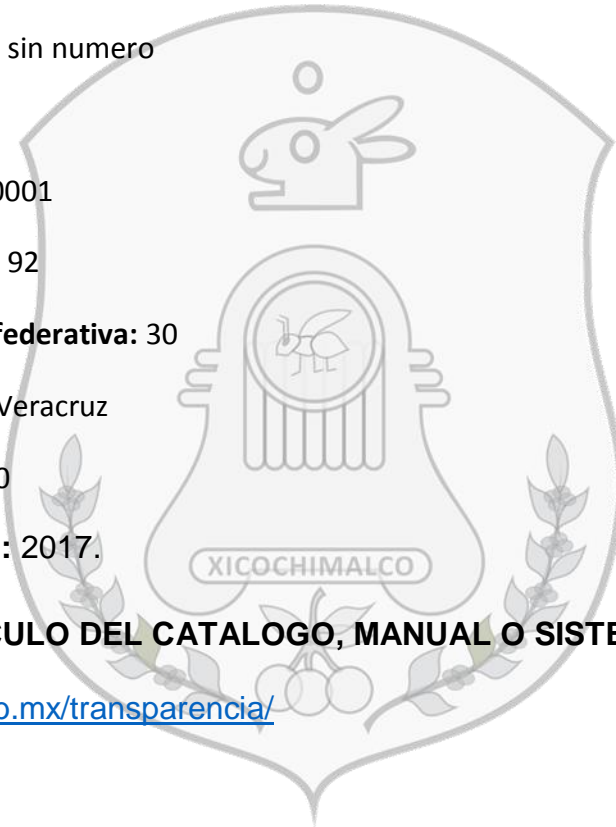 sin numero
0001
92
federativa: 30
Veracruz
0
: 2017.
XICOCHIMALCO
CULO DEL CATALOGO, MANUAL O SISTE
o.mx/transparencia/